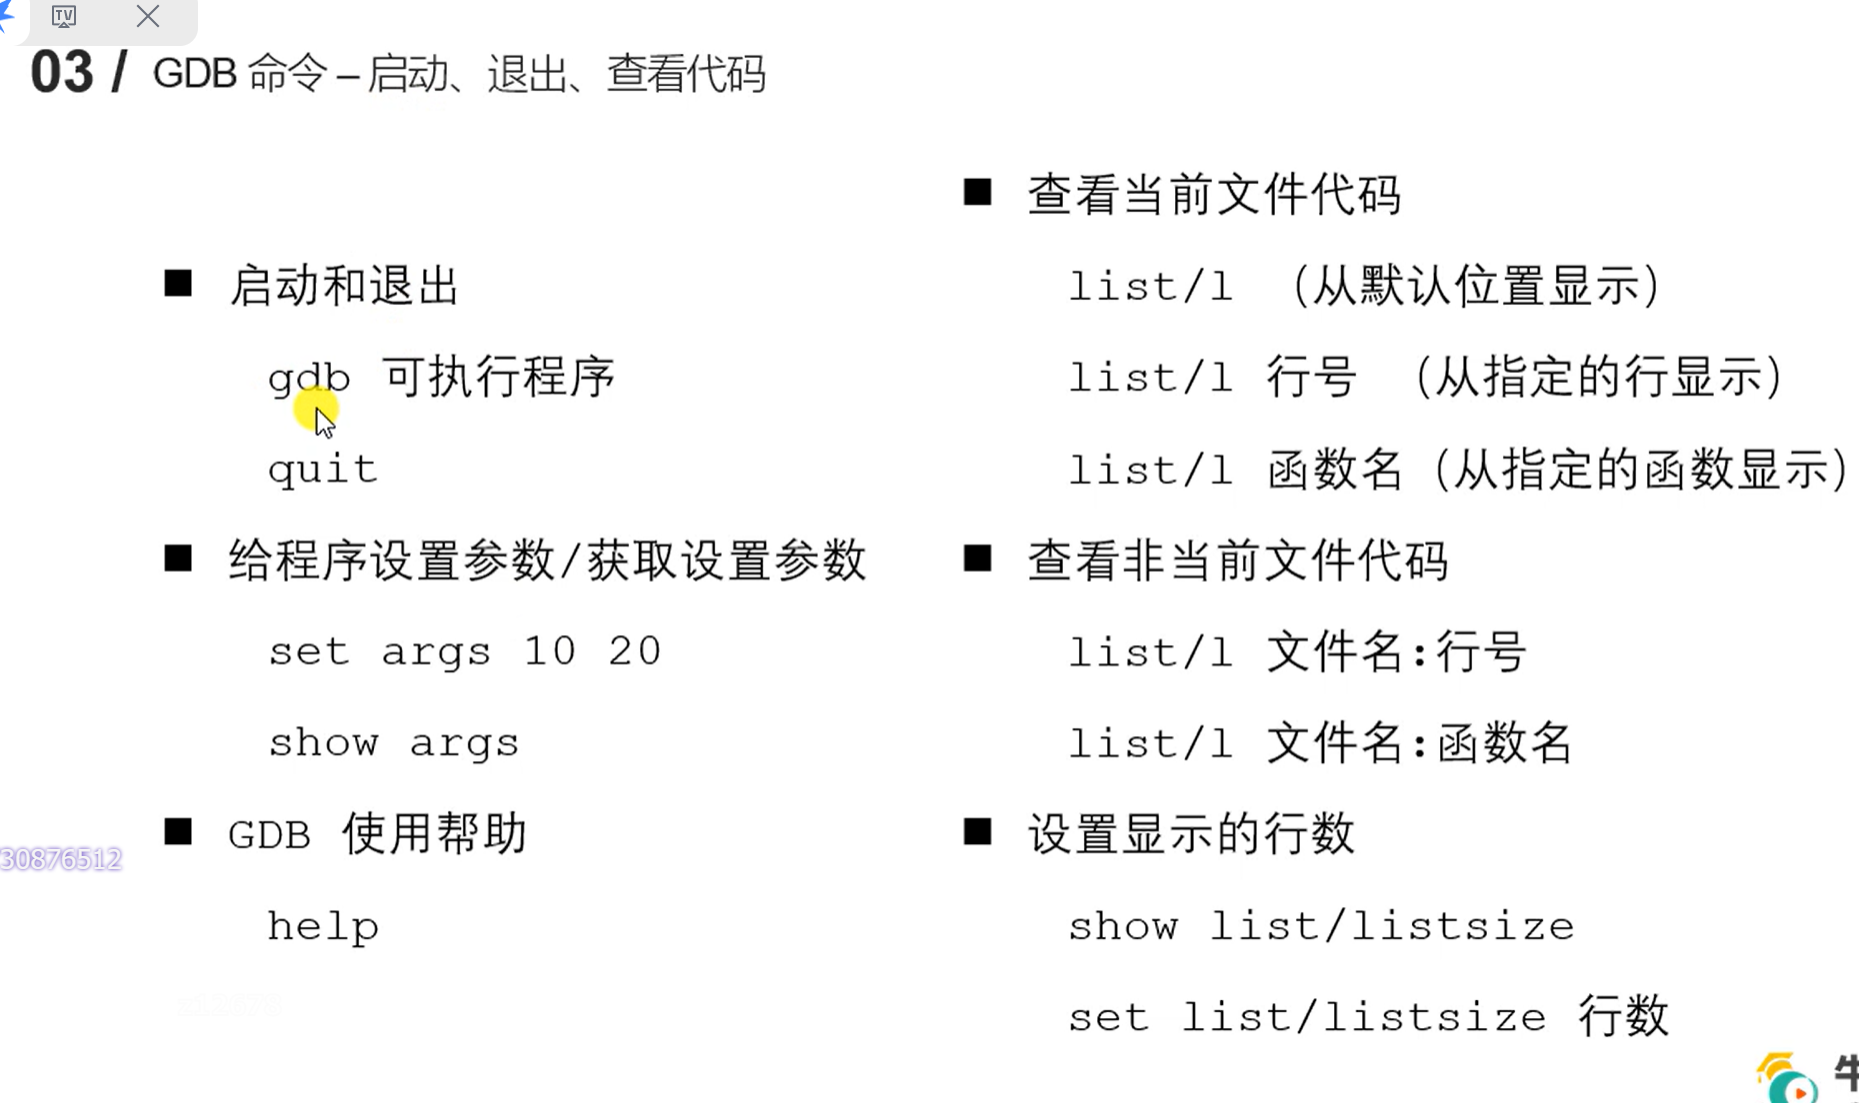 TV
03 / GDB 命令 – 启动、退出、查看代码
■ 启动和退出
gdb 可执行程序
quit
■ 给程序设置参数/获取设置参数
set args 10 20
show args
■ GDB 使用帮助
help
30876512
■ 查看当前文件代码
list/l （从默认位置显示）
list/l 行号 （从指定的行显示）
list/l 函数名（从指定的函数显示）
■ 查看非当前文件代码
list/l 文件名:行号
list/l 文件名:函数名
■ 设置显示的行数
show list/listsize
set list/listsize 行数